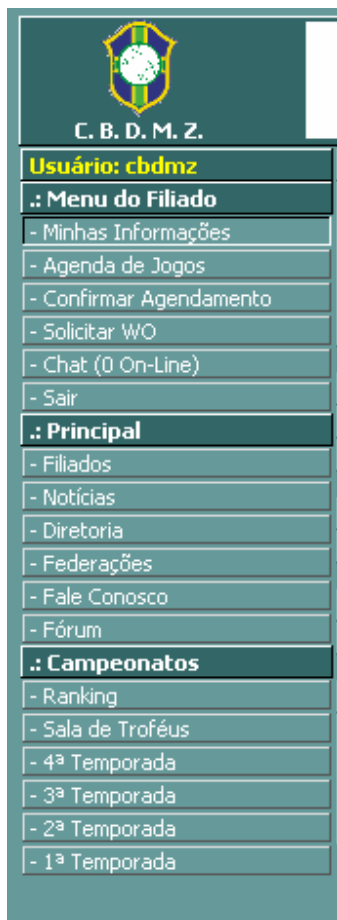 C. B. D. M. Z.
Usuário: cbdmz
.: Menu do Filiado
- Minhas Informações
- Agenda de Jogos
- Confirmar Agendamento
- Solicitar WO
- Chat (0 On-Line)
- Sair
.: Principal
- Filiados
- Notícias
- Diretoria
- Federações
- Fale Conosco
- Fórum
.: Campeonatos
- Ranking
- Sala de Troféus
- 4ª Temporada
- 3ª Temporada
- 2ª Temporada
- 1ª Temporada